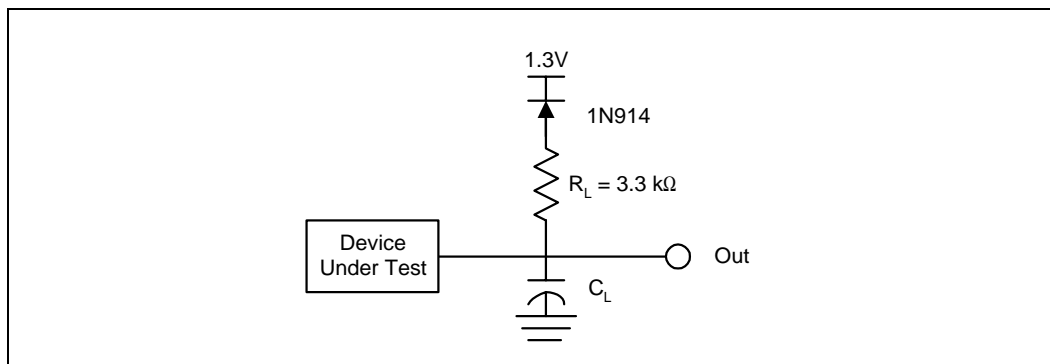 1.3V
1N914
R_L = 3.3 kΩ
Device
Under Test
Out
C_L